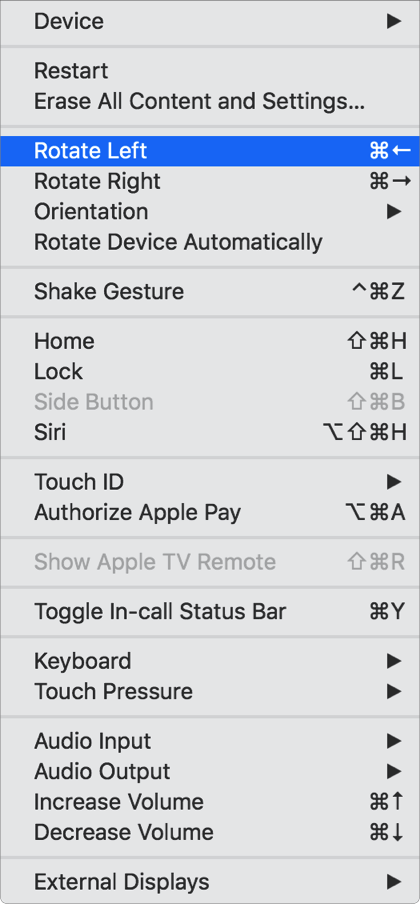 Device ▶
Restart
Erase All Content and Settings...
Rotate Left ⌘←
Rotate Right ⌘→
Orientation ▶
Rotate Device Automatically
Shake Gesture ^⌘Z
Home ⇧⌘H
Lock ⌘L
Side Button ⇧⌘B
Siri ⌥⇧⌘H
Touch ID ▶
Authorize Apple Pay ⌥⌘A
Show Apple TV Remote ⇧⌘R
Toggle In-call Status Bar ⌘Y
Keyboard ▶
Touch Pressure ▶
Audio Input ▶
Audio Output ▶
Increase Volume ⌘↑
Decrease Volume ⌘↓
External Displays ▶